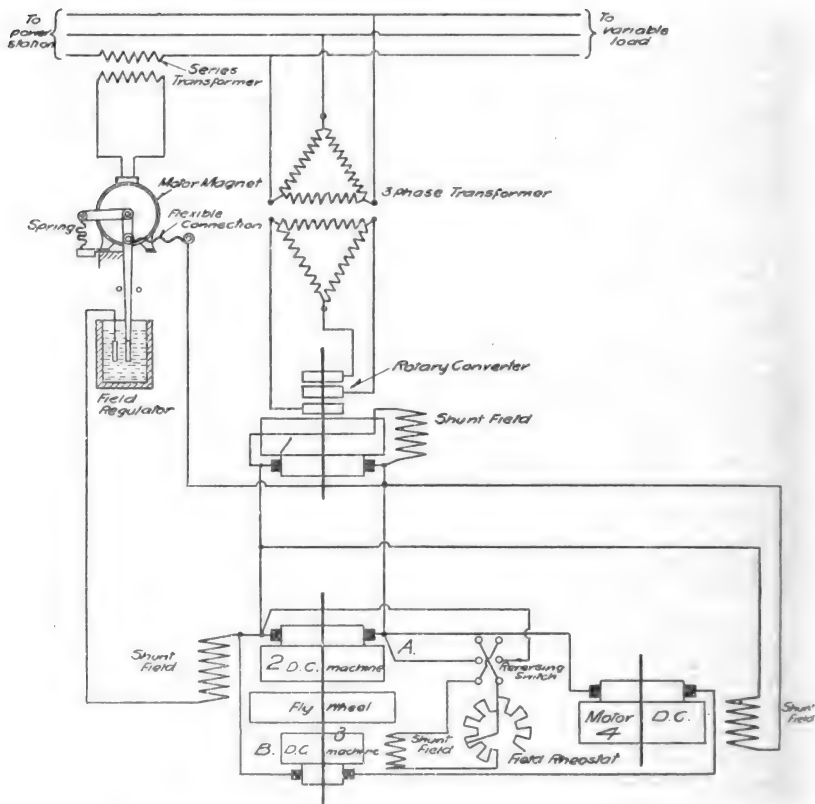 To
power
station
To
variable
load
Series
Transformer
Motor Magnet
3 phase Transformer
Spring
Flexible
Connection
Rotary Converter
Field
Regulator
Shunt Field
A.
Shunt
Field
2 D.C. machine
Reversing
Switch
Fly wheel
Motor D.C.
4
Shunt
Field
B. D.C. 3 machine
Shunt
Field
Field Rheostat